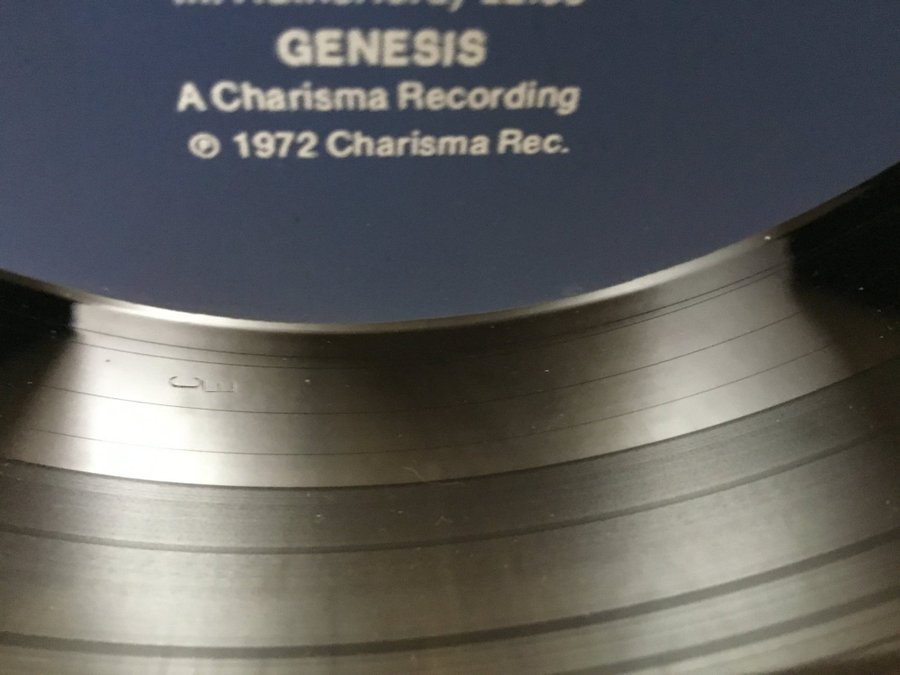 GENESIS
A Charisma Recording
℗ 1972 Charisma Rec.